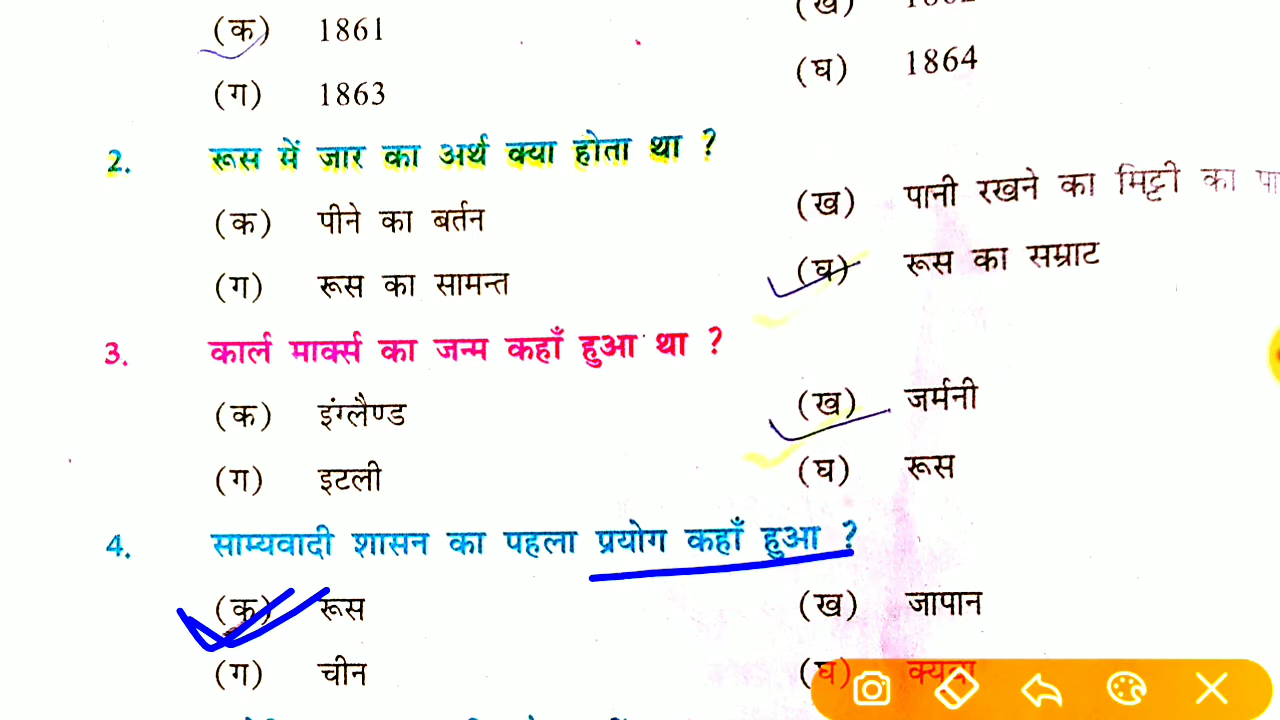 (क) 1861 (ख)
(ग) 1863 (घ) 1864
2. रूस में जार का अर्थ क्या होता था ?
(क) पीने का बर्तन (ख) पानी रखने का मिट्टी का
(ग) रूस का सामन्त (घ) रूस का सम्राट
3. कार्ल मार्क्स का जन्म कहाँ हुआ था ?
(क) इंग्लैण्ड (ख) जर्मनी
(ग) इटली (घ) रूस
4. साम्यवादी शासन का पहला प्रयोग कहाँ हुआ ?
(क) रूस (ख) जापान
(ग) चीन (घ)